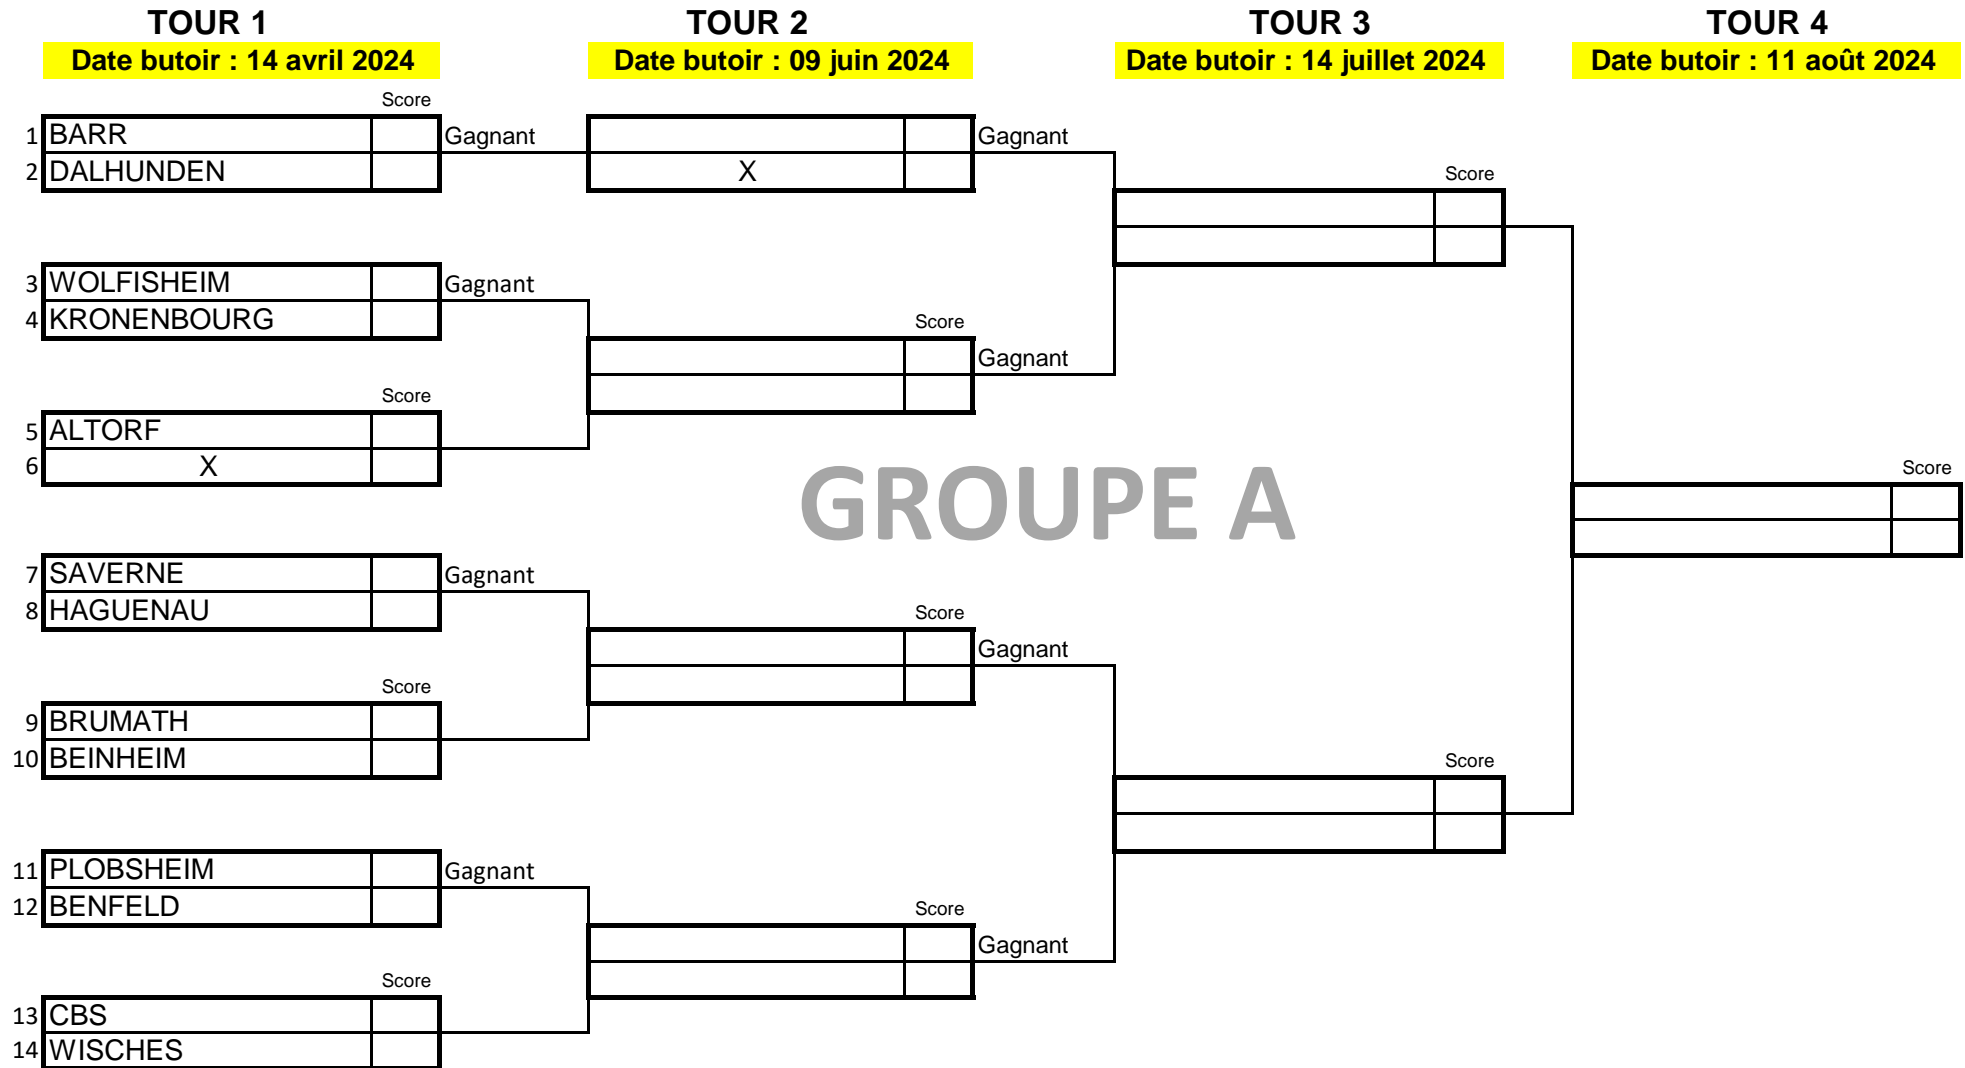 TOUR 1 TOUR 2 TOUR 3 TOUR 4
Date butoir : 14 avril 2024 Date butoir : 09 juin 2024 Date butoir : 14 juillet 2024 Date butoir : 11 août 2024
Score
1 BARR Gagnant Gagnant
2 DALHUNDEN X Score
3 WOLFISHEIM Gagnant
4 KRONENBOURG Score
Gagnant
Score
5 ALTORF
6 X Score
GROUPE A
7 SAVERNE Gagnant
8 HAGUENAU Score
Gagnant
Score
9 BRUMATH
10 BEINHEIM Score
11 PLOBSHEIM Gagnant
12 BENFELD Score
Gagnant
Score
13 CBS
14 WISCHES